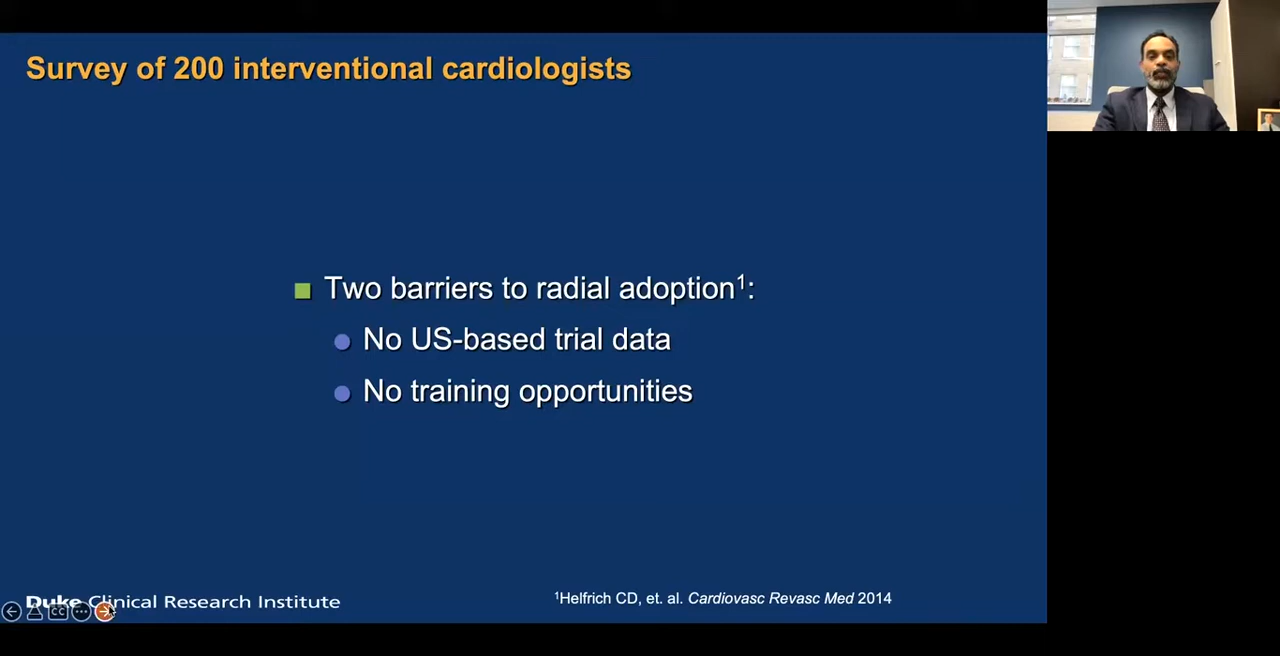 Survey of 200 interventional cardiologists
Two barriers to radial adoption¹:
No US-based trial data
No training opportunities
Duke Clinical Research Institute
¹Helfrich CD, et. al. Cardiovasc Revasc Med 2014
CC